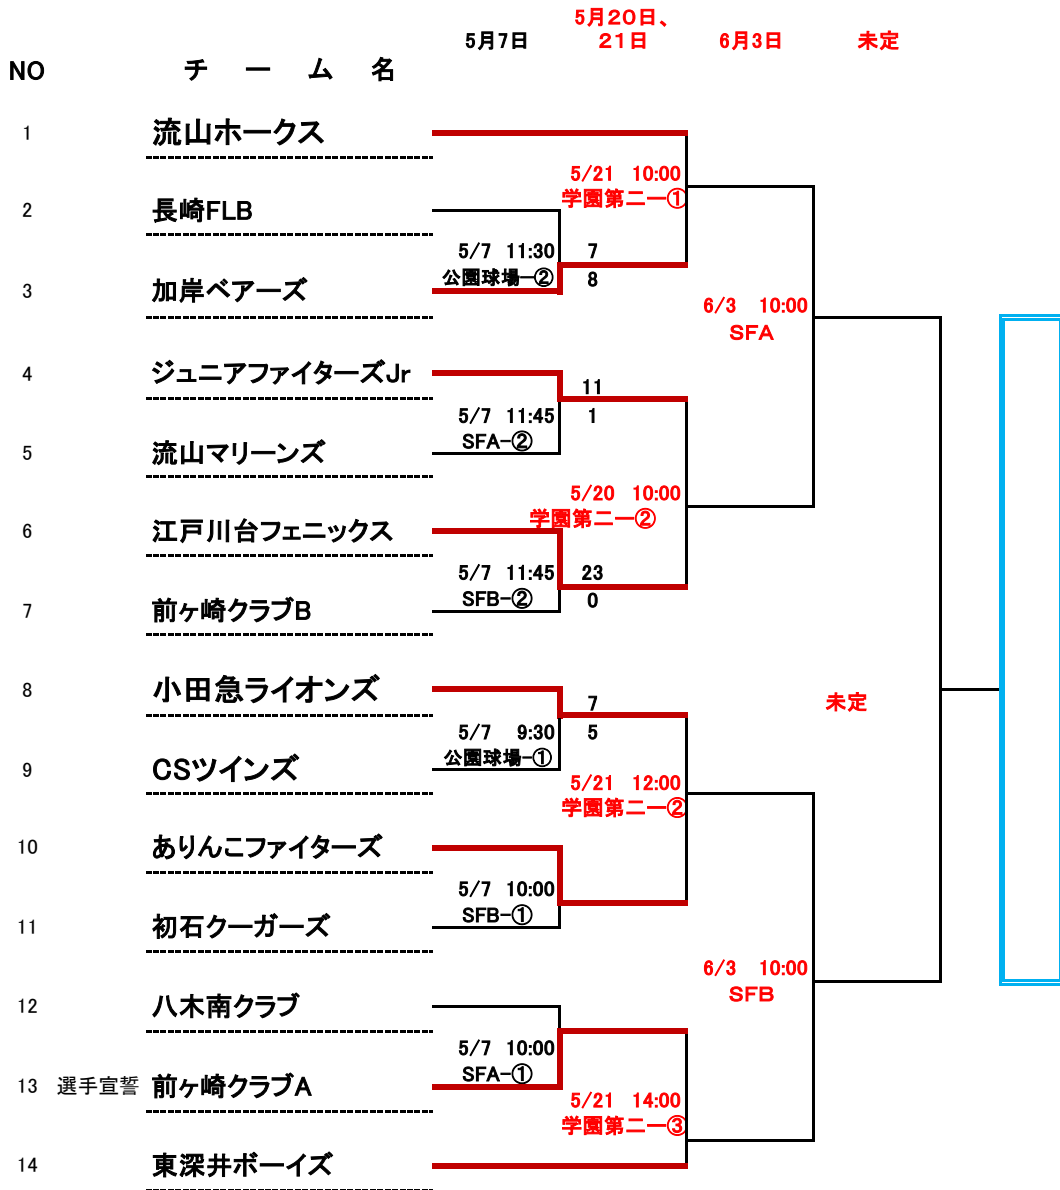 5月20日、
5月7日 21日 6月3日 未定
NO チ ー ム 名
1 流山ホークス
5/21 10:00
学園第二ー①
2 長崎FLB
5/7 11:30 7
公園球場-② 8
3 加岸ベアーズ
6/3 10:00
SFA
4 ジュニアファイターズJr
11
5/7 11:45 1
SFA-②
5 流山マリーンズ
5/20 10:00
学園第二ー②
6 江戸川台フェニックス
5/7 11:45 23
SFB-② 0
7 前ヶ崎クラブB
8 小田急ライオンズ
7
未定
5/7 9:30 5
公園球場-①
9 CSツインズ
5/21 12:00
学園第二ー②
10 ありんこファイターズ
5/7 10:00
SFB-①
11 初石クーガーズ
6/3 10:00
SFB
12 八木南クラブ
5/7 10:00
SFA-①
13 選手宣誓 前ヶ崎クラブA
5/21 14:00
学園第二ー③
14 東深井ボーイズ